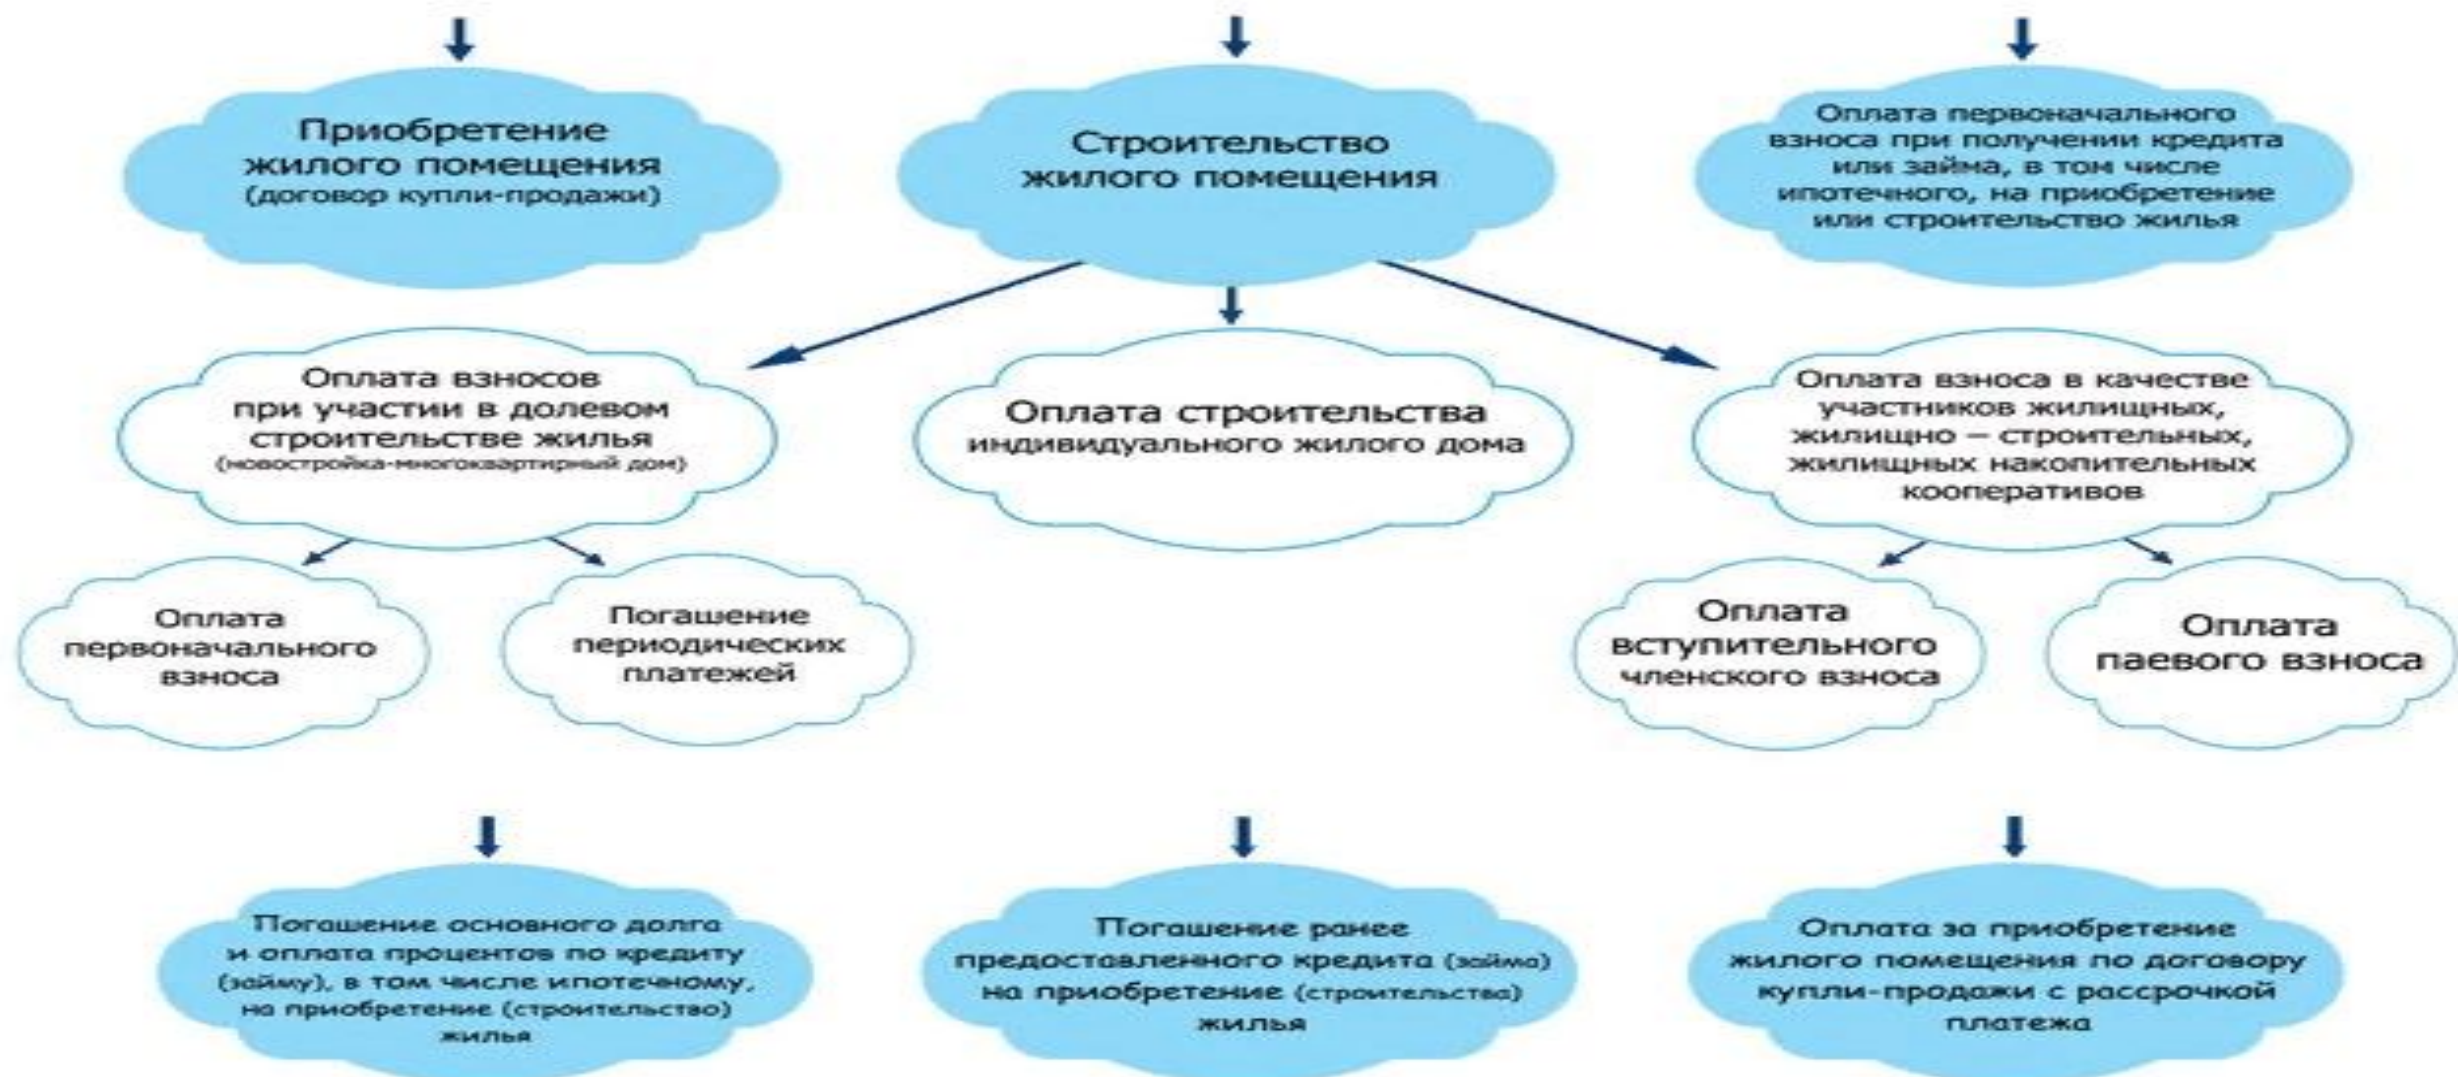 Приобретение
жилого помещения
(договор купли-продажи)
Строительство
жилого помещения
Оплата первоначального
взноса при получении кредита
или займа, в том числе
ипотечного, на приобретение
или строительство жилья
Оплата взносов
при участии в долевом
строительстве жилья
(новостройка-многоквартирный дом)
Оплата строительства
индивидуального жилого дома
Оплата взноса в качестве
участников жилищных,
жилищно – строительных,
жилищных накопительных
кооперативов
Оплата
первоначального
взноса
Погашение
периодических
платежей
Оплата
вступительного
членского взноса
Оплата
паевого взноса
Погашение основного долга
и оплата процентов по кредиту
(займу), в том числе ипотечному,
на приобретение (строительство)
жилья
Погашение ранее
предоставленного кредита (займа)
на приобретение (строительства)
жилья
Оплата за приобретение
жилого помещения по договору
купли-продажи с рассрочкой
платежа